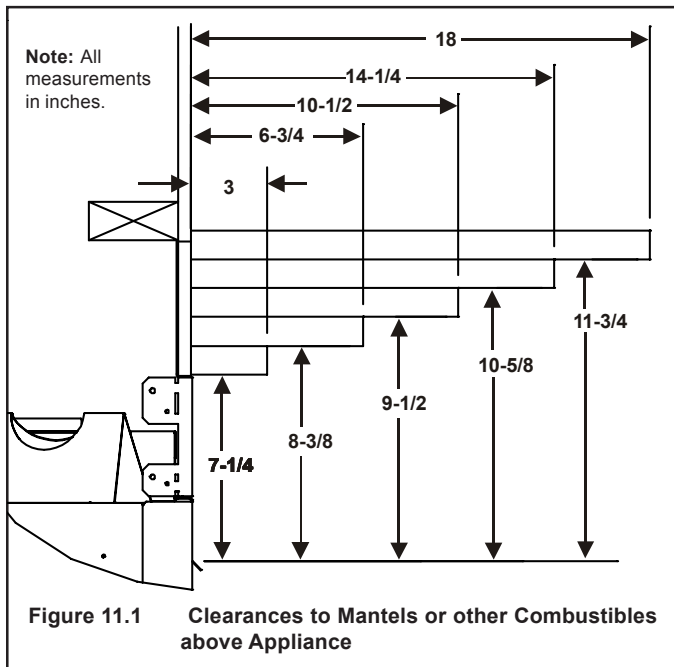 Note: All
measurements
in inches.
18
14-1/4
10-1/2
6-3/4
3
11-3/4
10-5/8
9-1/2
8-3/8
7-1/4
Figure 11.1 Clearances to Mantels or other Combustibles
above Appliance